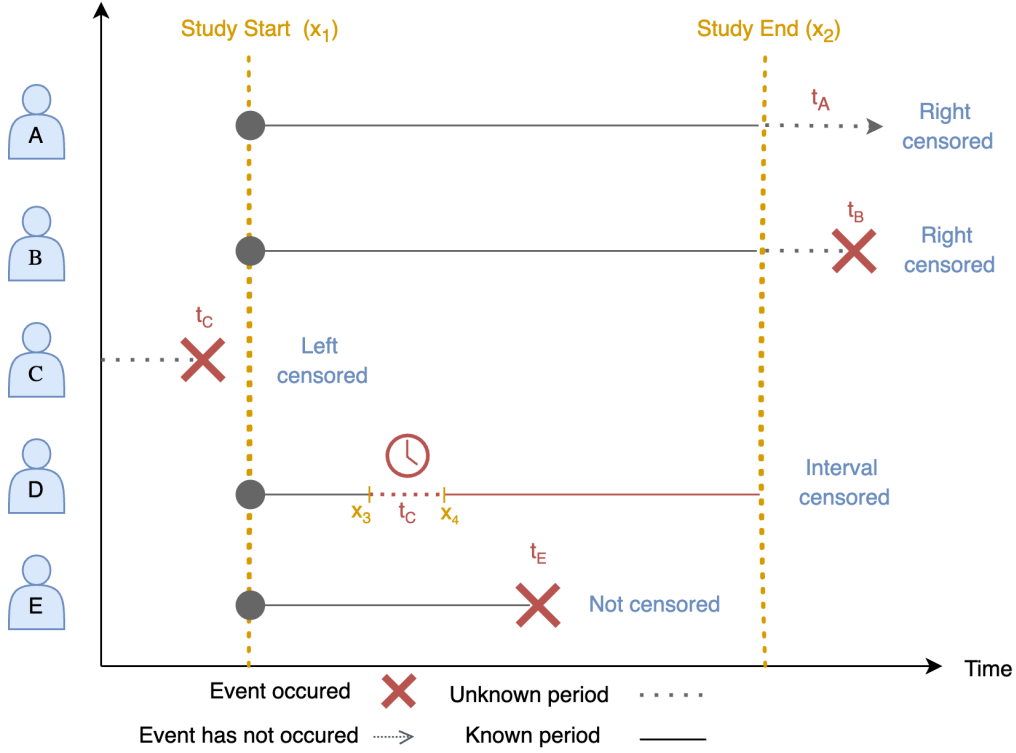 Study Start (x1)
Study End (x2)
A
tA
Right
censored
B
tB
Right
censored
C
tC
Left
censored
D
x3
tC
x4
Interval
censored
E
tE
Not censored
Time
Event occured
Unknown period
Event has not occured
Known period